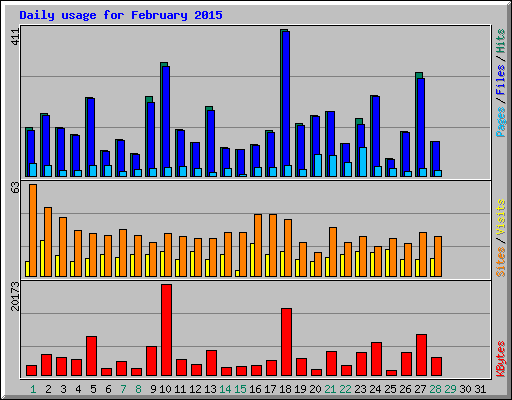 Daily usage for February 2015
411
Pages / Files / Hits
63
Sites / Visits
20173
KBytes
1 2 3 4 5 6 7 8 9 10 11 12 13 14 15 16 17 18 19 20 21 22 23 24 25 26 27 28 29 30 31